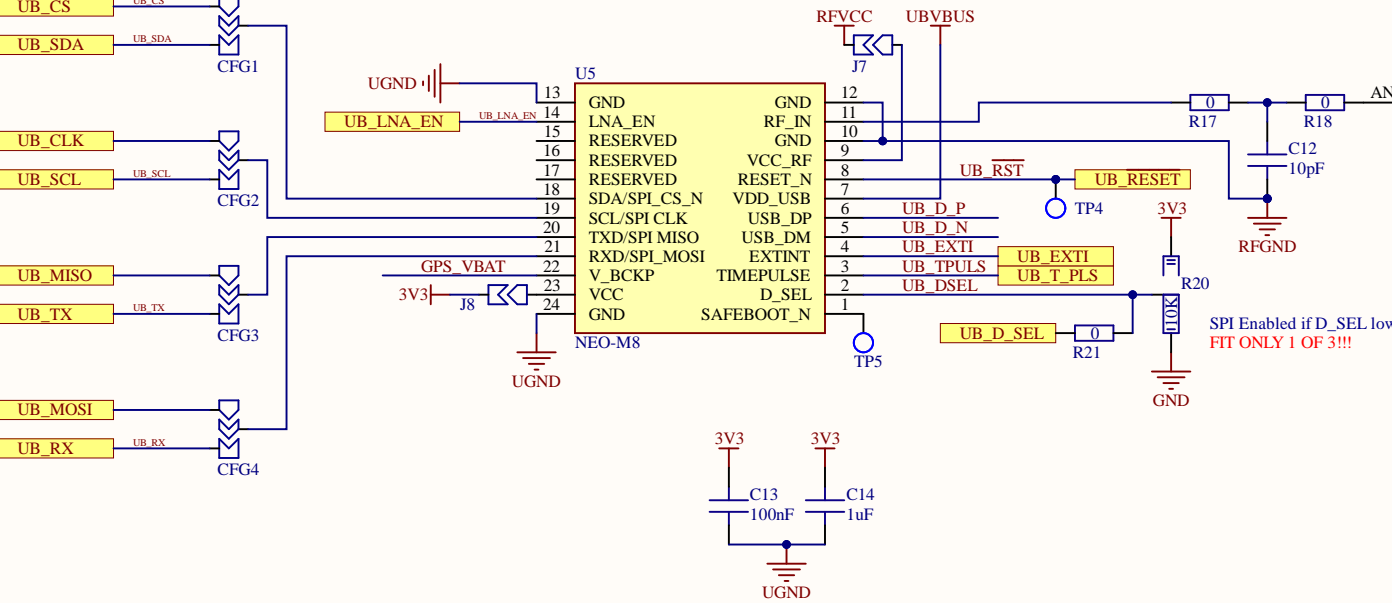 UB_CS
UB_CS
UB_SDA
UB_SDA
CFG1
UB_CLK
UB_SCL
UB_SCL
CFG2
UB_MISO
UB_TX
UB_TX
CFG3
UB_MOSI
UB_RX
UB_RX
CFG4
UGND
UB_LNA_EN
UB_LNA_EN
GPS_VBAT
3V3
J8
UGND
U5
13 GND
14 LNA_EN
15 RESERVED
16 RESERVED
17 RESERVED
18 SDA/SPI_CS_N
19 SCL/SPI CLK
20 TXD/SPI MISO
21 RXD/SPI_MOSI
22 V_BCKP
23 VCC
24 GND
GND 12
RF_IN 11
GND 10
VCC_RF 9
RESET_N 8
VDD_USB 7
USB_DP 6
USB_DM 5
EXTINT 4
TIMEPULSE 3
D_SEL 2
SAFEBOOT_N 1
NEO-M8
RFVCC
UBVBUS
J7
UB_RST
UB_RESET
TP4
UB_D_P
UB_D_N
UB_EXTI
UB_EXTI
UB_TPULS
UB_T_PLS
UB_DSEL
UB_D_SEL
0
R21
TP5
0
R17
0
R18
AN
C12
10pF
RFGND
3V3
R20
10K
GND
SPI Enabled if D_SEL low
FIT ONLY 1 OF 3!!!
3V3
3V3
C13
100nF
C14
1uF
UGND